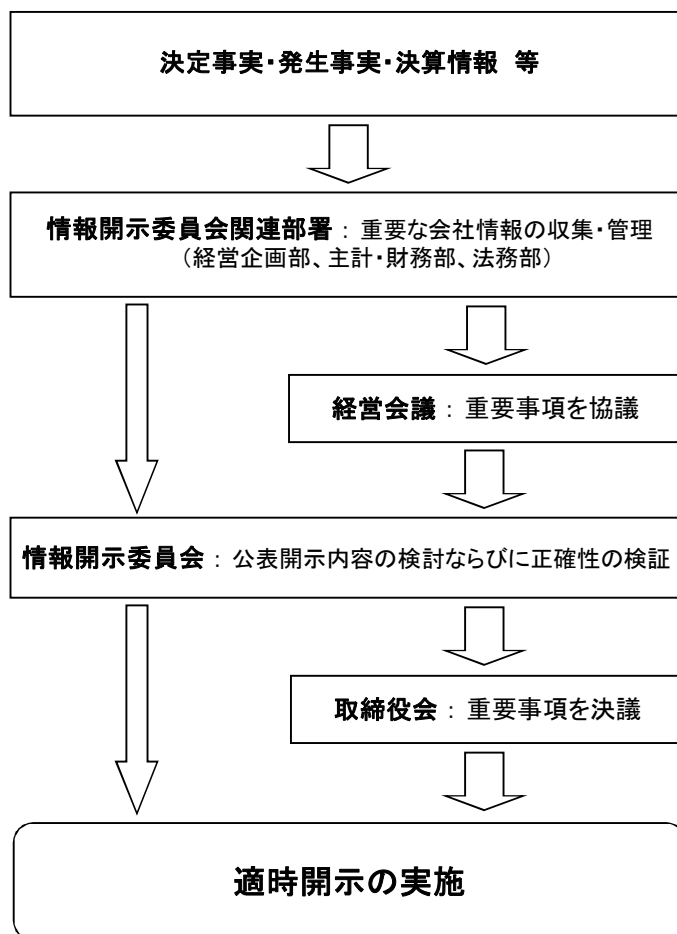 決定事実・発生事実・決算情報 等
情報開示委員会関連部署 : 重要な会社情報の収集・管理
（経営企画部、主計・財務部、法務部）
経営会議 : 重要事項を協議
情報開示委員会 : 公表開示内容の検討ならびに正確性の検証
取締役会 : 重要事項を決議
適時開示の実施